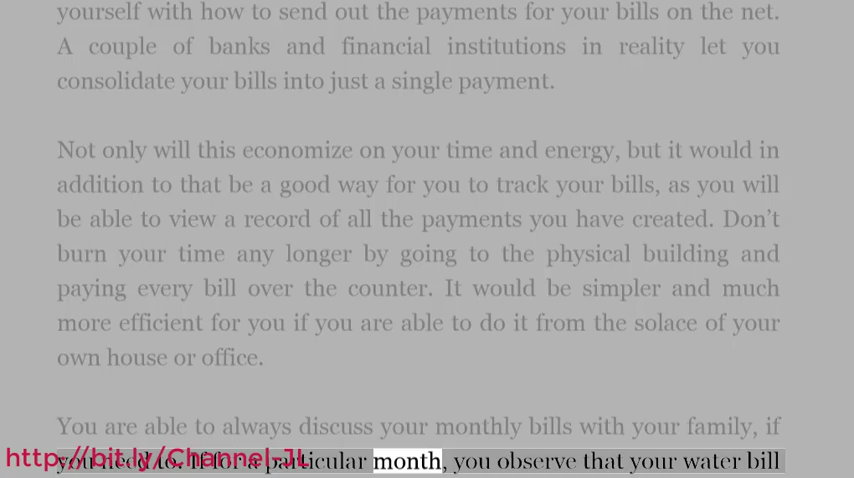 yourself with how to send out the payments for your bills on the net.
A couple of banks and financial institutions in reality let you
consolidate your bills into just a single payment.
Not only will this economize on your time and energy, but it would in
addition to that be a good way for you to track your bills, as you will
be able to view a record of all the payments you have created. Don't
burn your time any longer by going to the physical building and
paying every bill over the counter. It would be simpler and much
more efficient for you if you are able to do it from the solace of your
own house or office.
You are able to always discuss your monthly bills with your family, if
you need to. If for a particular month, you observe that your water bill
http://bit.ly/Channel-JL